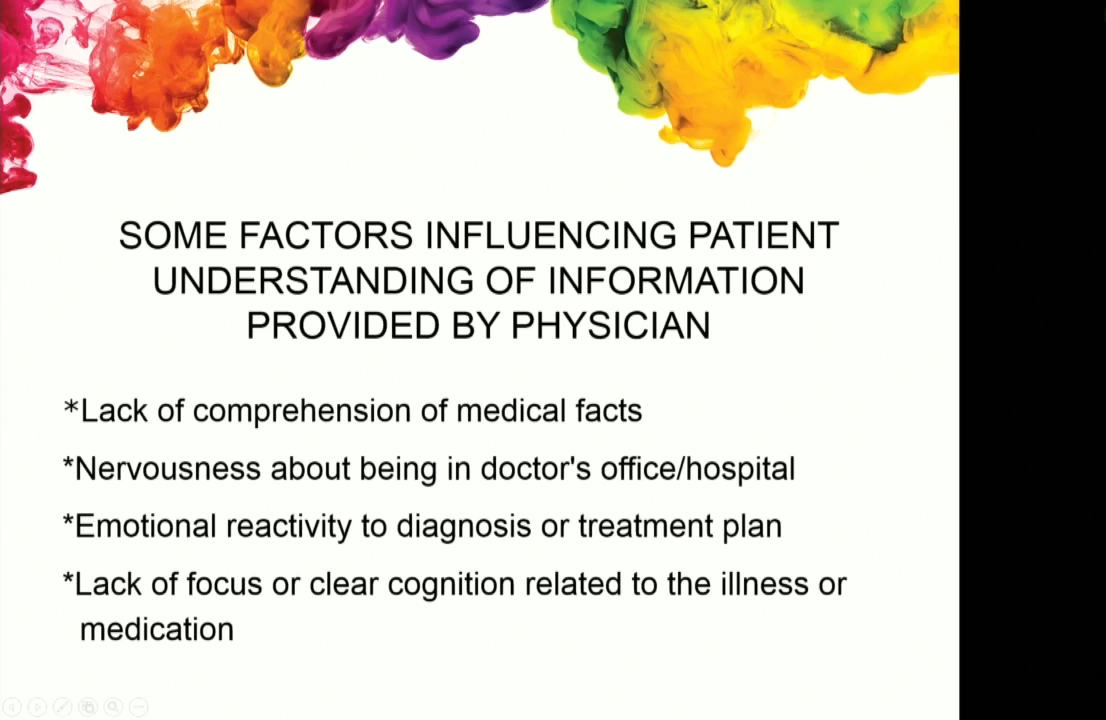 SOME FACTORS INFLUENCING PATIENT
UNDERSTANDING OF INFORMATION
PROVIDED BY PHYSICIAN
*Lack of comprehension of medical facts
*Nervousness about being in doctor's office/hospital
*Emotional reactivity to diagnosis or treatment plan
*Lack of focus or clear cognition related to the illness or
medication